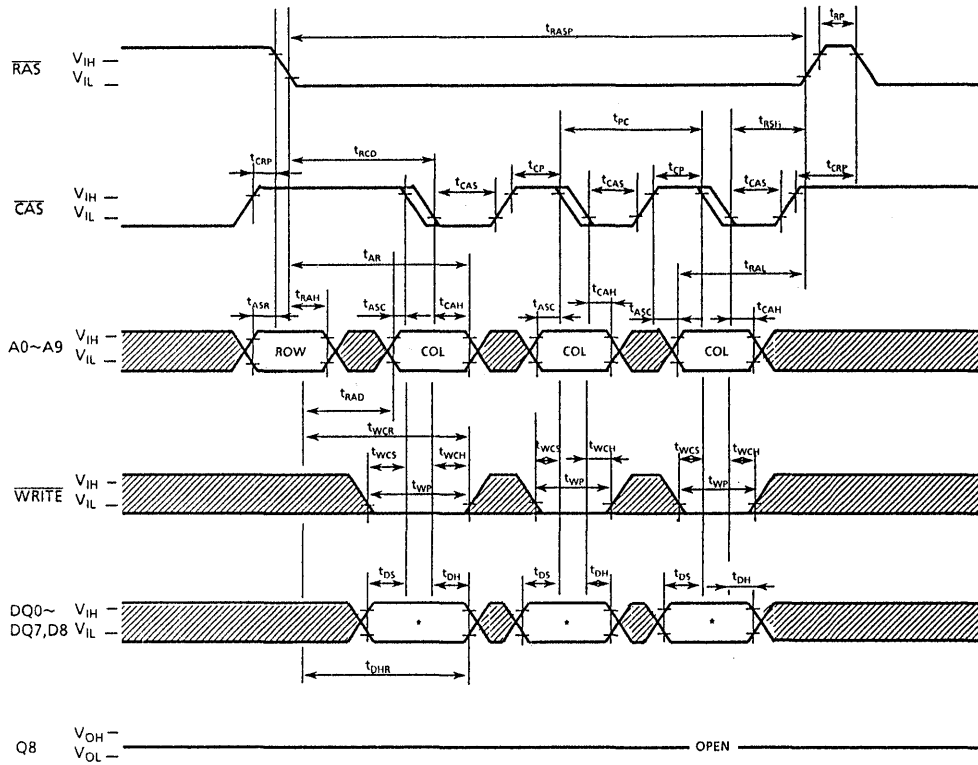 tRASP tRP
RAS VIH
VIL
tPC tRSH
tCRP tRCD tCAS tCP tCAS tCP tCAS tCRP
CAS VIH
VIL
tAR tRAL
tASR tRAH tASC tCAH tASC tCAH tASC tCAH
A0~A9 VIH
VIL
ROW COL COL COL
tRAD
tWCR
tWCS tWCH tWCS tWCH tWCS tWCH
WRITE VIH
VIL
tWP tWP tWP
tDS tDH tDS tDH tDS tDH
DQ0~ VIH
DQ7,D8 VIL
* * *
tDHR
Q8 VOH
VOL
OPEN